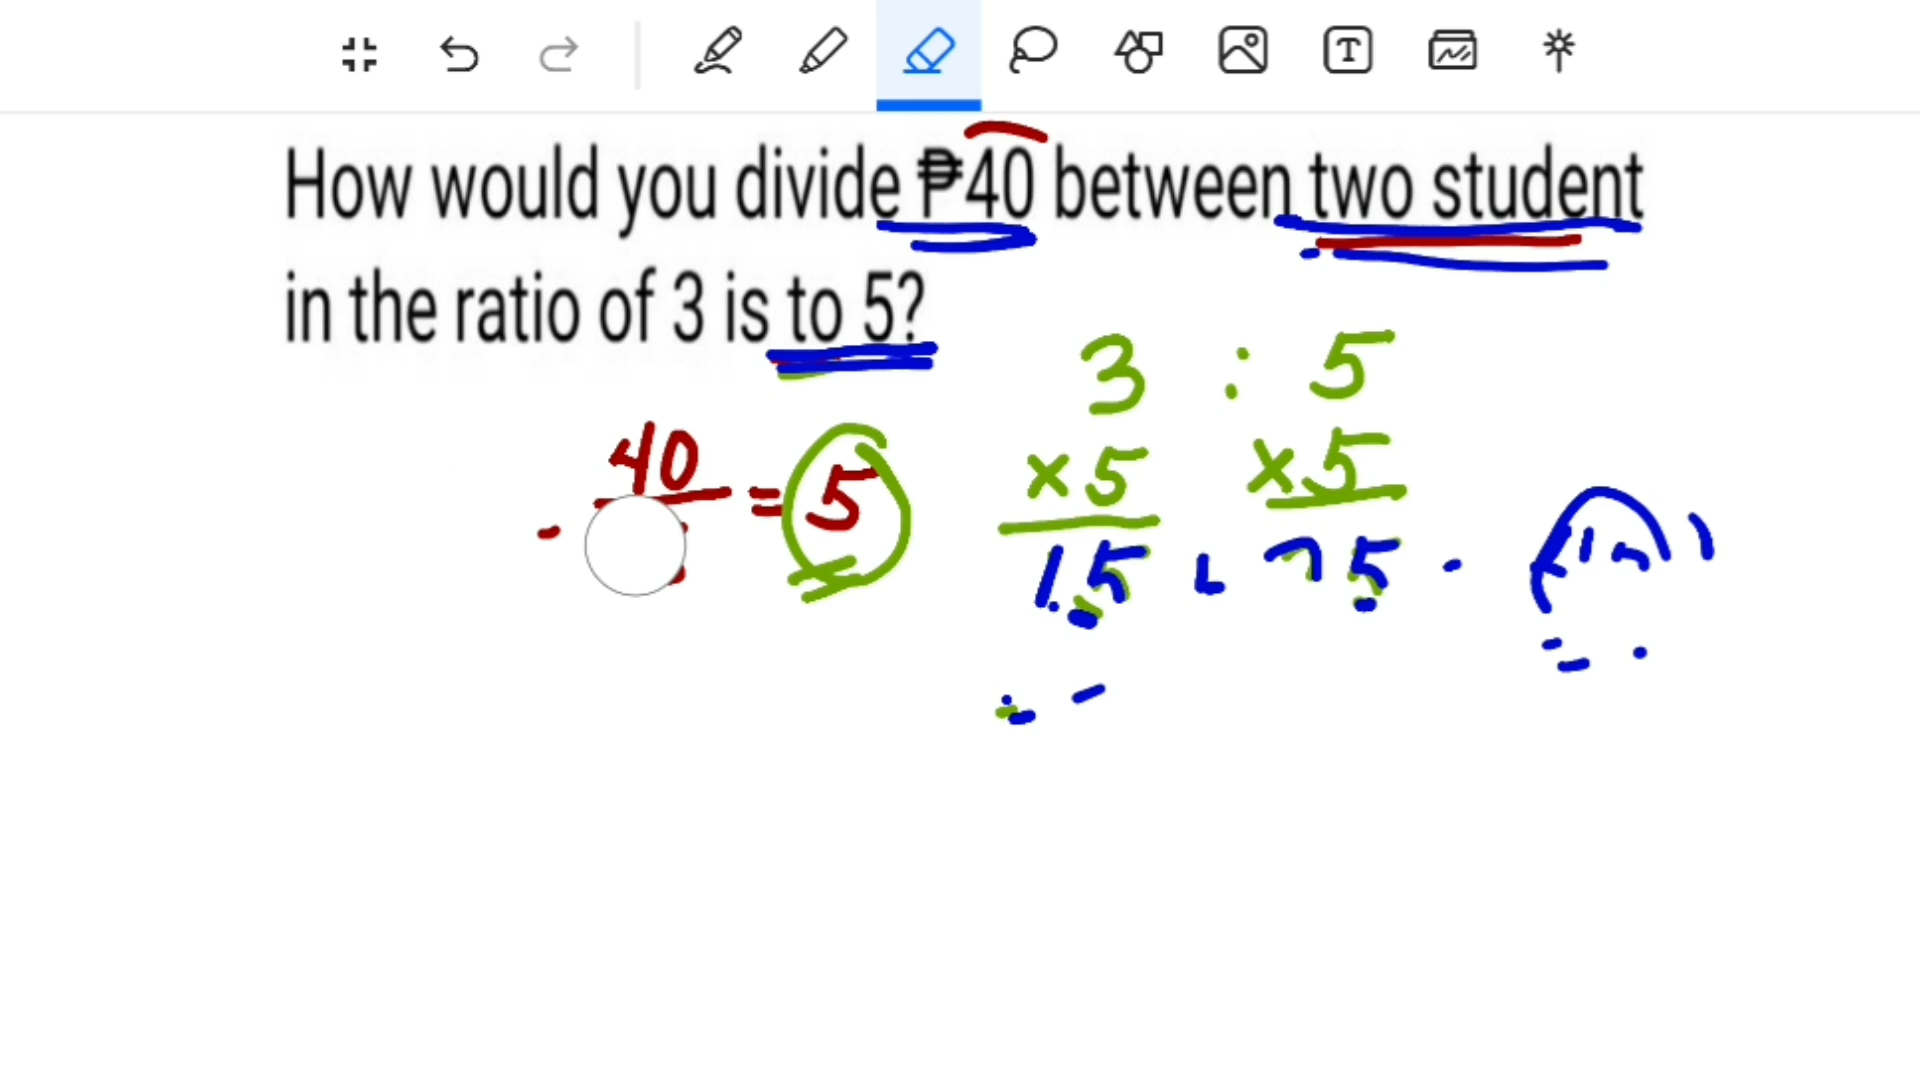 How would you divide ₱40 between two student
in the ratio of 3 is to 5?
3 : 5
40
= 5
×5 ×5
15